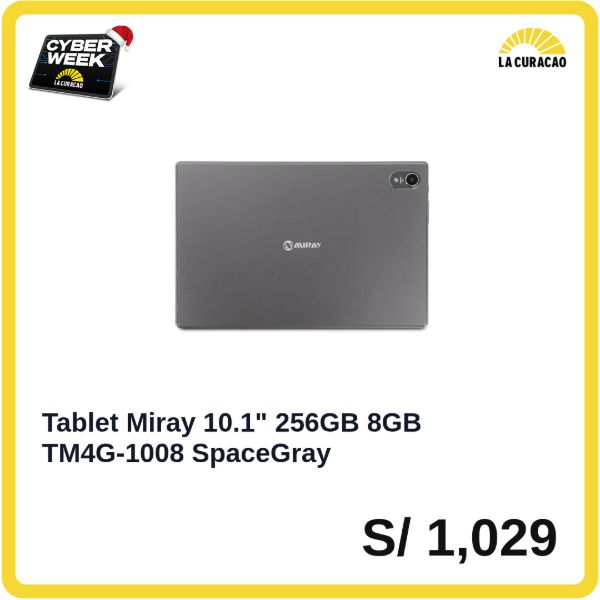 CYBER
WEEK
LA CURACAO
LA CURACAO
MIRAY
Tablet Miray 10.1" 256GB 8GB
TM4G-1008 SpaceGray
S/ 1,029